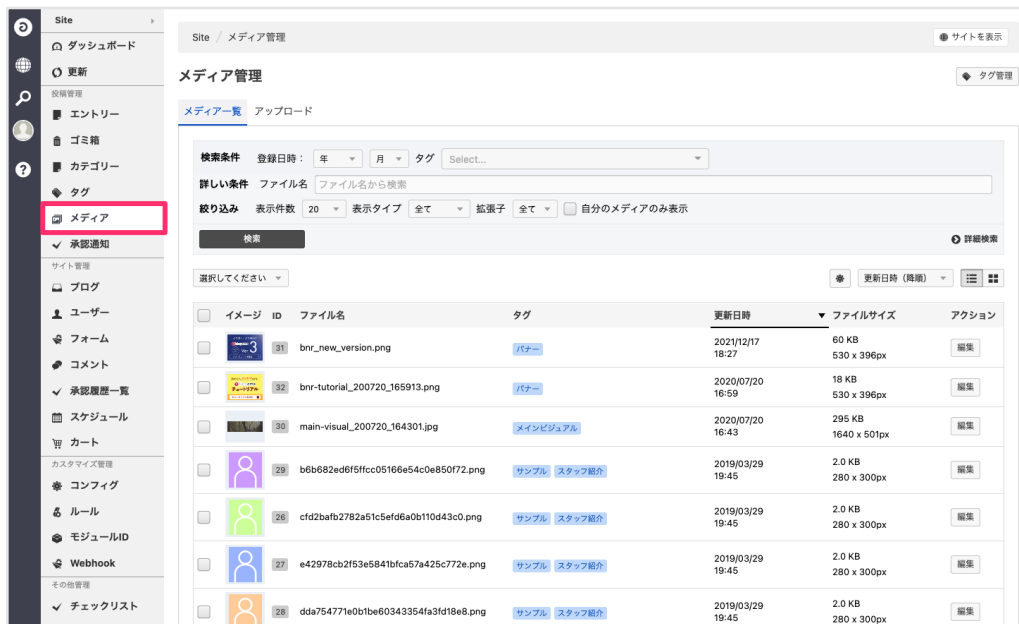 Site
ダッシュボード
更新
投稿管理
エントリー
ゴミ箱
カテゴリー
タグ
メディア
承認通知
サイト管理
ブログ
ユーザー
フォーム
コメント
承認履歴一覧
スケジュール
カート
カスタマイズ管理
コンフィグ
ルール
モジュールID
Webhook
その他管理
チェックリスト
Site / メディア管理
サイトを表示
メディア管理
タグ管理
メディア一覧 アップロード
検索条件 登録日時： 年 月 タグ Select...
詳しい条件 ファイル名 ファイル名から検索
絞り込み 表示件数 20 表示タイプ 全て 拡張子 全て 自分のメディアのみ表示
検索
詳細検索
選択してください
更新日時（降順）
イメージ ID ファイル名 タグ 更新日時 ▼ ファイルサイズ アクション
31 bnr_new_version.png バナー 2021/12/17 18:27 60 KB 530 x 396px 編集
32 bnr-tutorial_200720_165913.png バナー 2020/07/20 16:59 18 KB 530 x 396px 編集
30 main-visual_200720_164301.jpg メインビジュアル 2020/07/20 16:43 295 KB 1640 x 501px 編集
29 b6b682ed6f5ffcc05166e54c0e850f72.png サンプル スタッフ紹介 2019/03/29 19:45 2.0 KB 280 x 300px 編集
26 cfd2bafb2782a51c5efd6a0b110d43c0.png サンプル スタッフ紹介 2019/03/29 19:45 2.0 KB 280 x 300px 編集
27 e42978cb2f53e5841bfca57a425c772e.png サンプル スタッフ紹介 2019/03/29 19:45 2.0 KB 280 x 300px 編集
28 dda754771e0b1be60343354fa3fd18e8.png サンプル スタッフ紹介 2019/03/29 19:45 2.0 KB 280 x 300px 編集